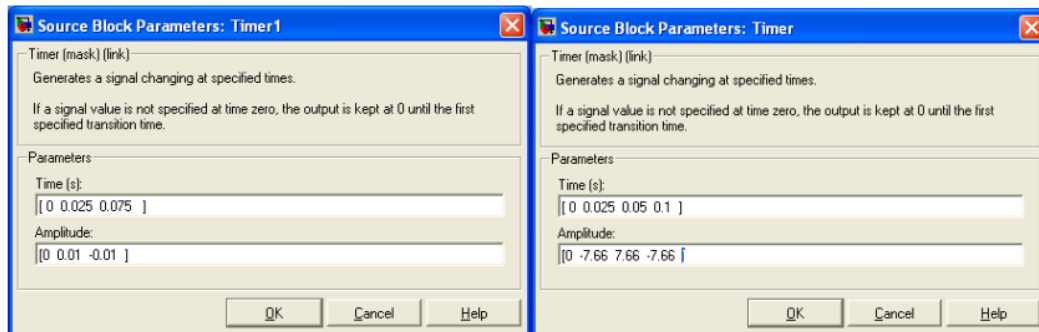 Source Block Parameters: Timer1
Timer (mask) (link)
Generates a signal changing at specified times.
If a signal value is not specified at time zero, the output is kept at 0 until the first
specified transition time.
Parameters
Time (s):
[ 0 0.025 0.075 ]
Amplitude:
[0 0.01 -0.01 ]
OK
Cancel
Help
Source Block Parameters: Timer
Timer (mask) (link)
Generates a signal changing at specified times.
If a signal value is not specified at time zero, the output is kept at 0 until the first
specified transition time.
Parameters
Time (s):
[ 0 0.025 0.05 0.1 ]
Amplitude:
[0 -7.66 7.66 -7.66 ]
OK
Cancel
Help